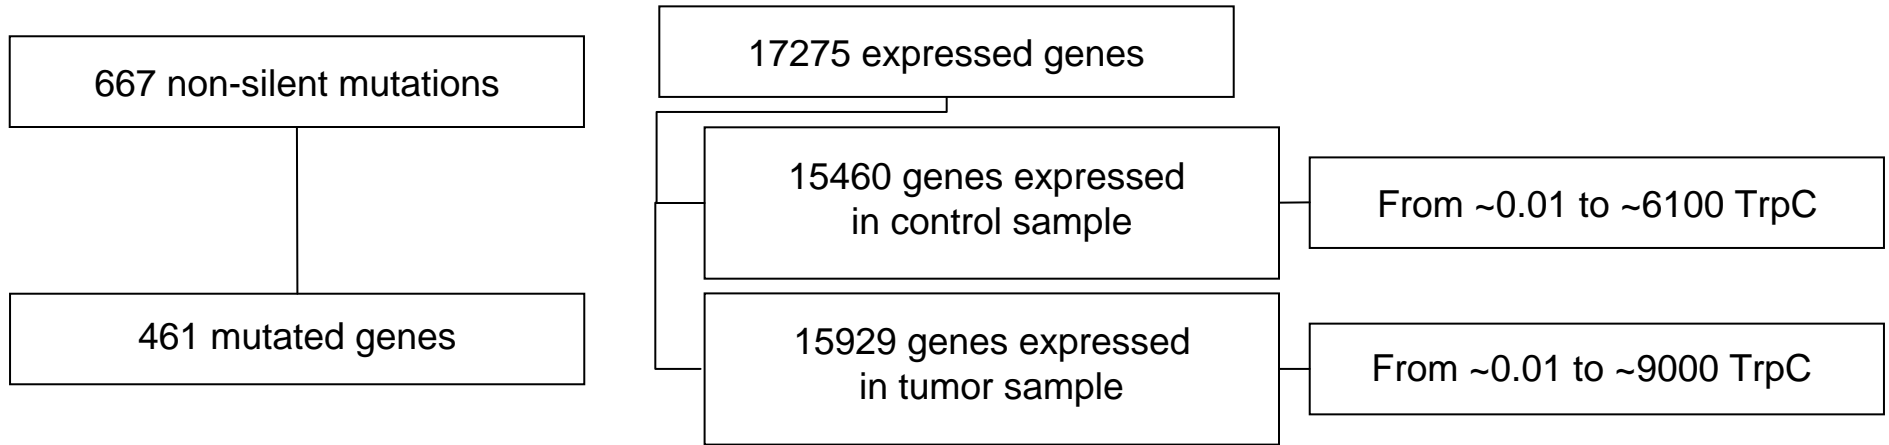 667 non-silent mutations
461 mutated genes
17275 expressed genes
15460 genes expressed
in control sample
From ~0.01 to ~6100 TrpC
15929 genes expressed
in tumor sample
From ~0.01 to ~9000 TrpC